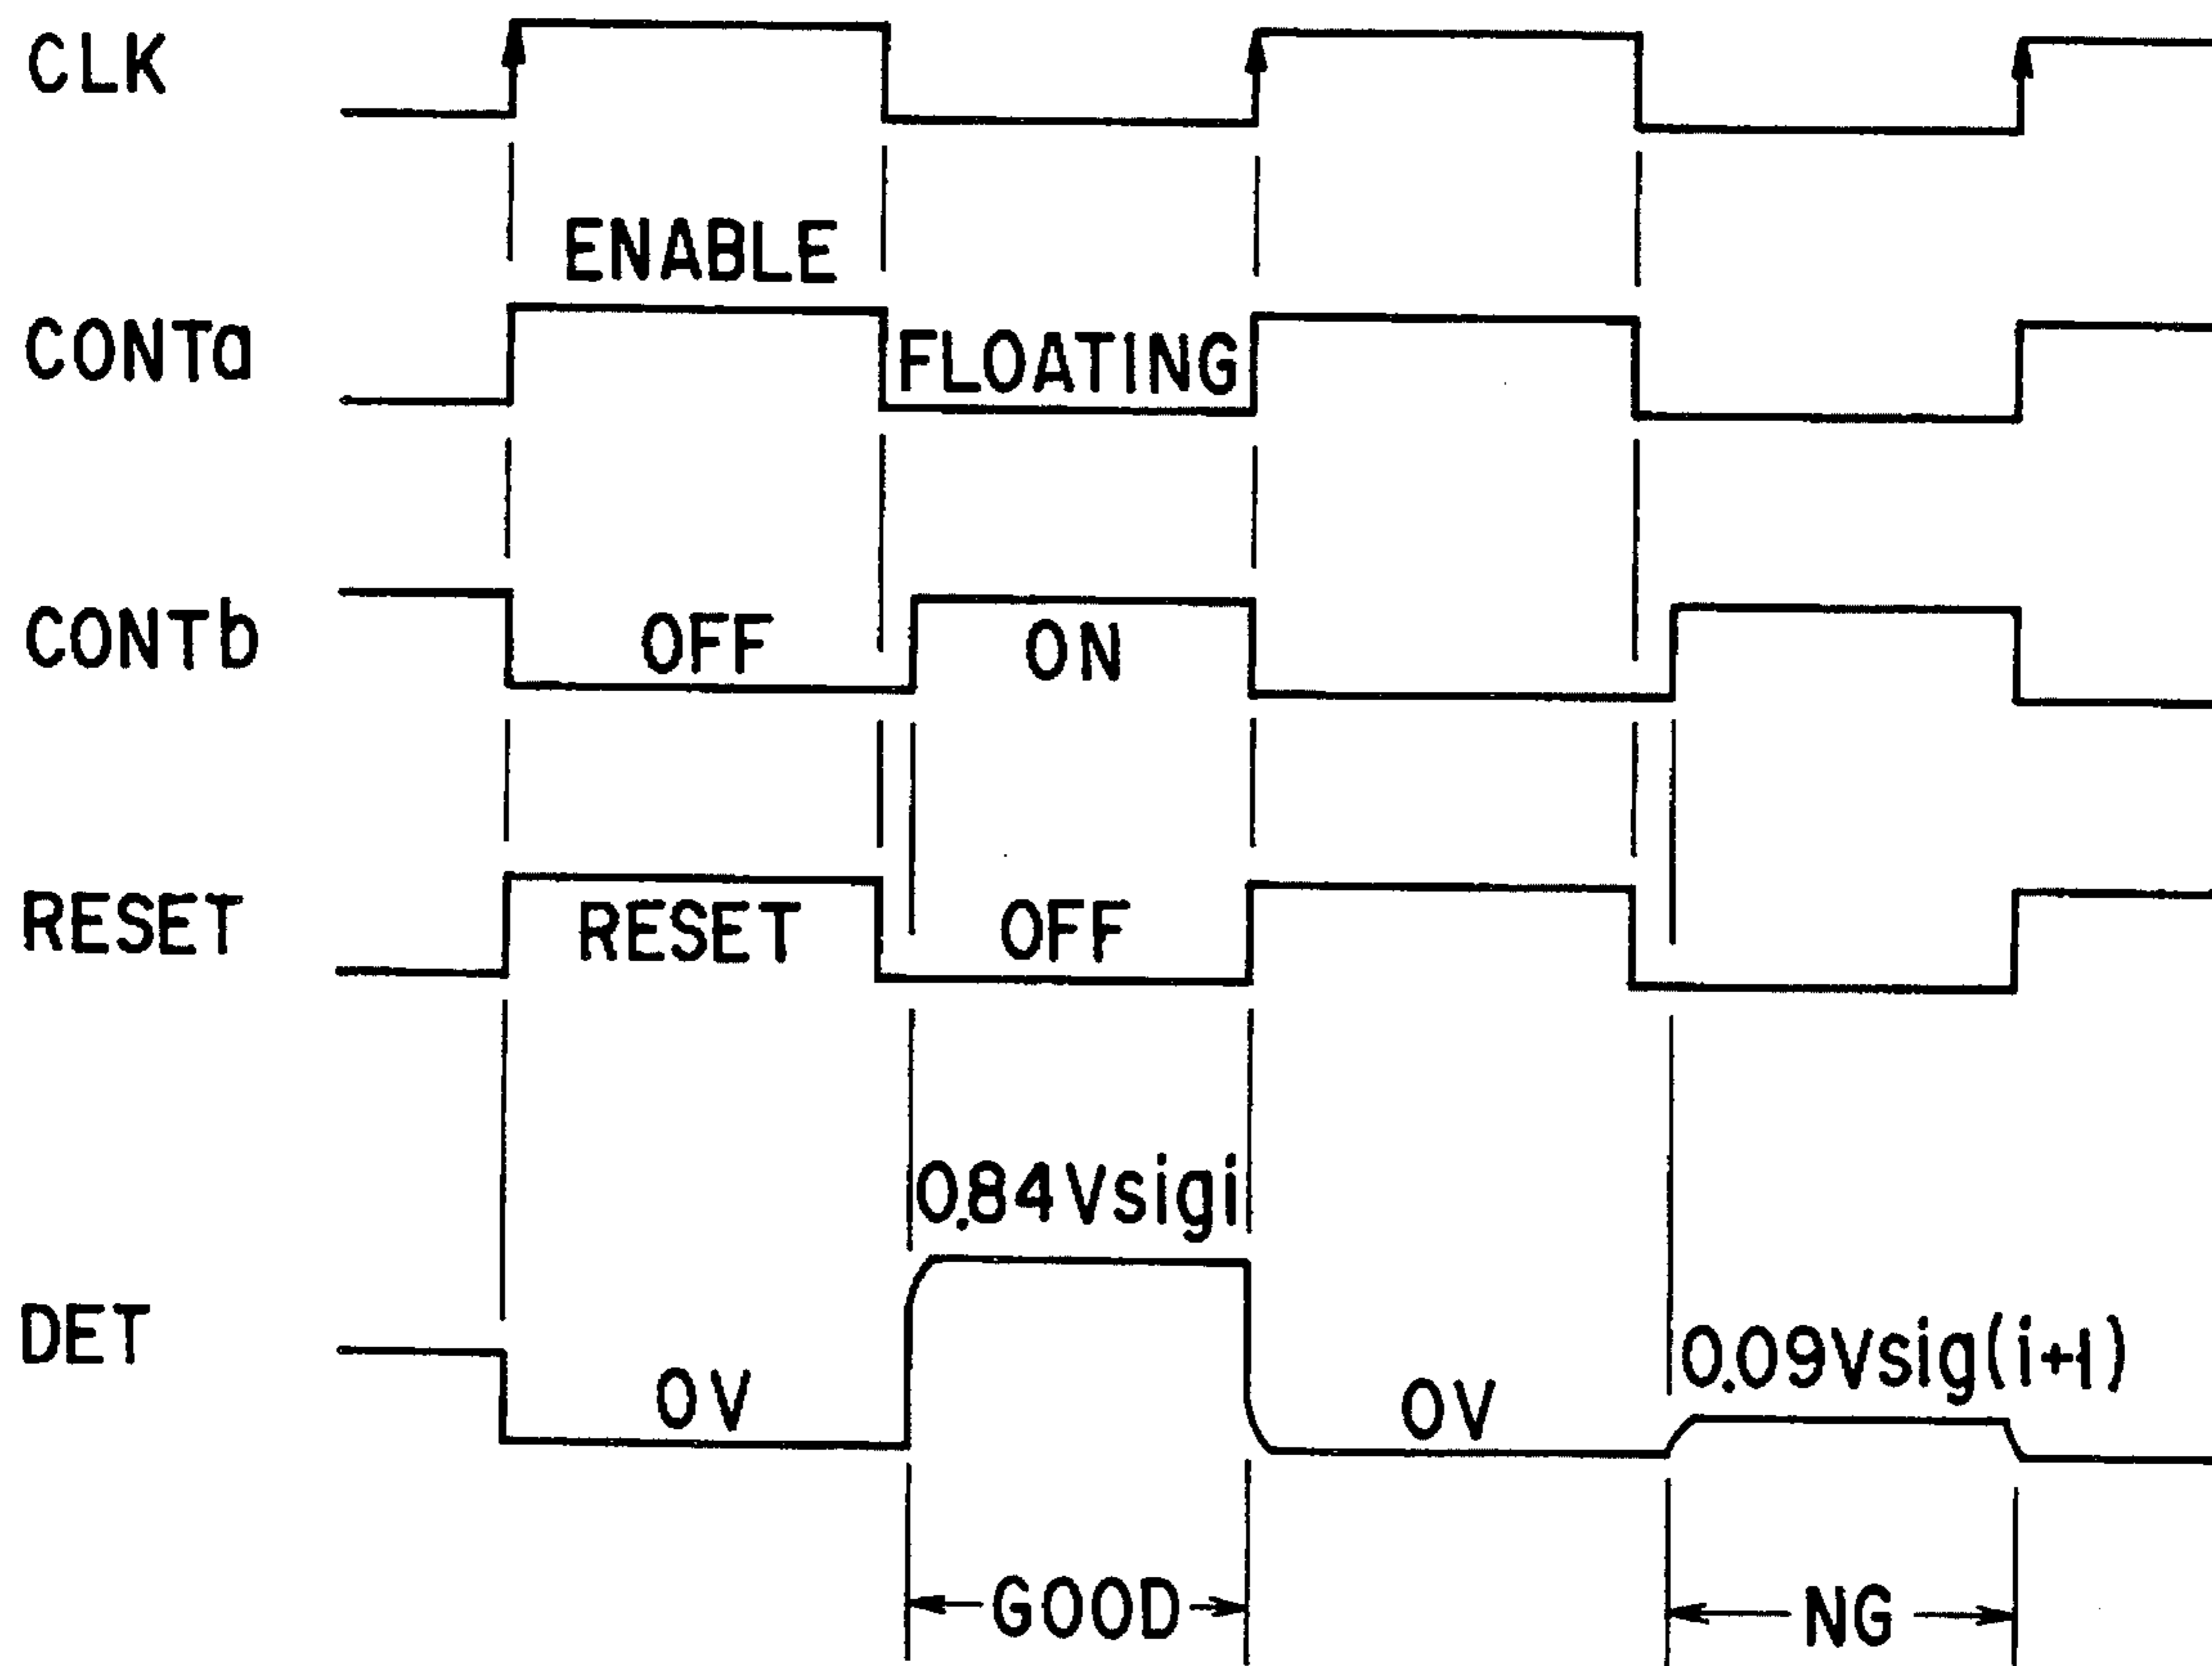 CLK
ENABLE
CONTa
FLOATING
CONTb
OFF
ON
RESET
RESET
OFF
0.84Vsigi
DET
0V
0V
0.09Vsig(i+1)
GOOD
NG